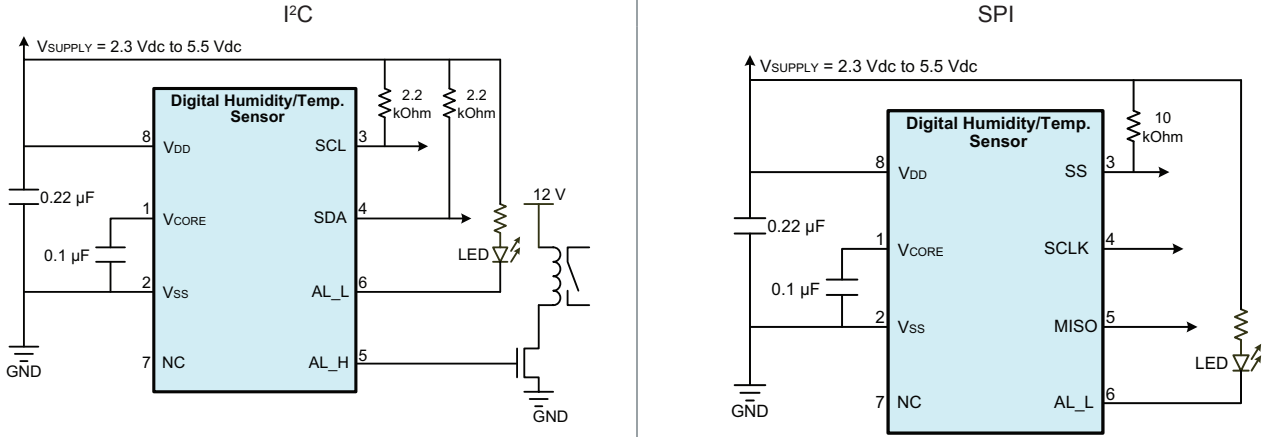 I²C
VSUPPLY = 2.3 Vdc to 5.5 Vdc
Digital Humidity/Temp.
Sensor
2.2
kOhm
2.2
kOhm
8
VDD
SCL
3
0.22 µF
1
VCORE
SDA
4
12 V
0.1 µF
LED
2
VSS
AL_L
6
7
NC
AL_H
5
GND
GND
SPI
VSUPPLY = 2.3 Vdc to 5.5 Vdc
Digital Humidity/Temp.
Sensor
10
kOhm
8
VDD
SS
3
0.22 µF
1
VCORE
SCLK
4
0.1 µF
2
VSS
MISO
5
LED
GND
7
NC
AL_L
6